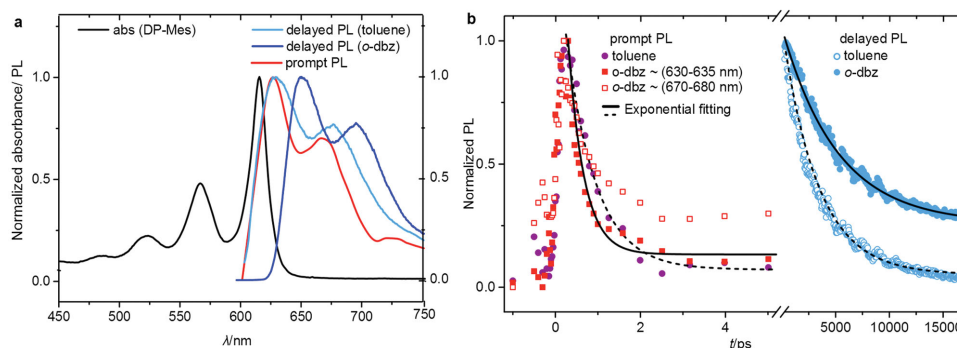 a
abs (DP-Mes)
delayed PL (toluene)
delayed PL (o-dbz)
prompt PL
Normalized absorbance/ PL
1.0
0.5
0.0
1.0
0.5
0.0
450 500 550 600 650 700 750
λ/nm
b
prompt PL
toluene
o-dbz ~ (630-635 nm)
o-dbz ~ (670-680 nm)
Exponential fitting
delayed PL
toluene
o-dbz
Normalized PL
1.0
0.5
0.0
0 2 4 5000 10000 15000
t/ps